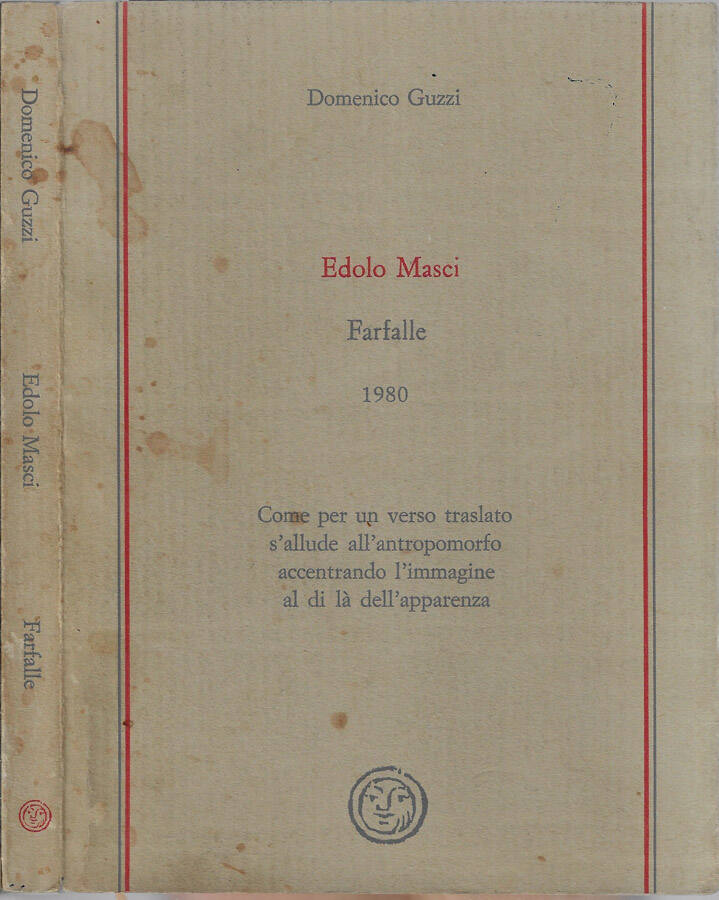 Domenico Guzzi
Edolo Masci
Farfalle
Domenico Guzzi
Edolo Masci
Farfalle
1980
Come per un verso traslato
s'allude all'antropomorfo
accentrando l'immagine
al di là dell'apparenza